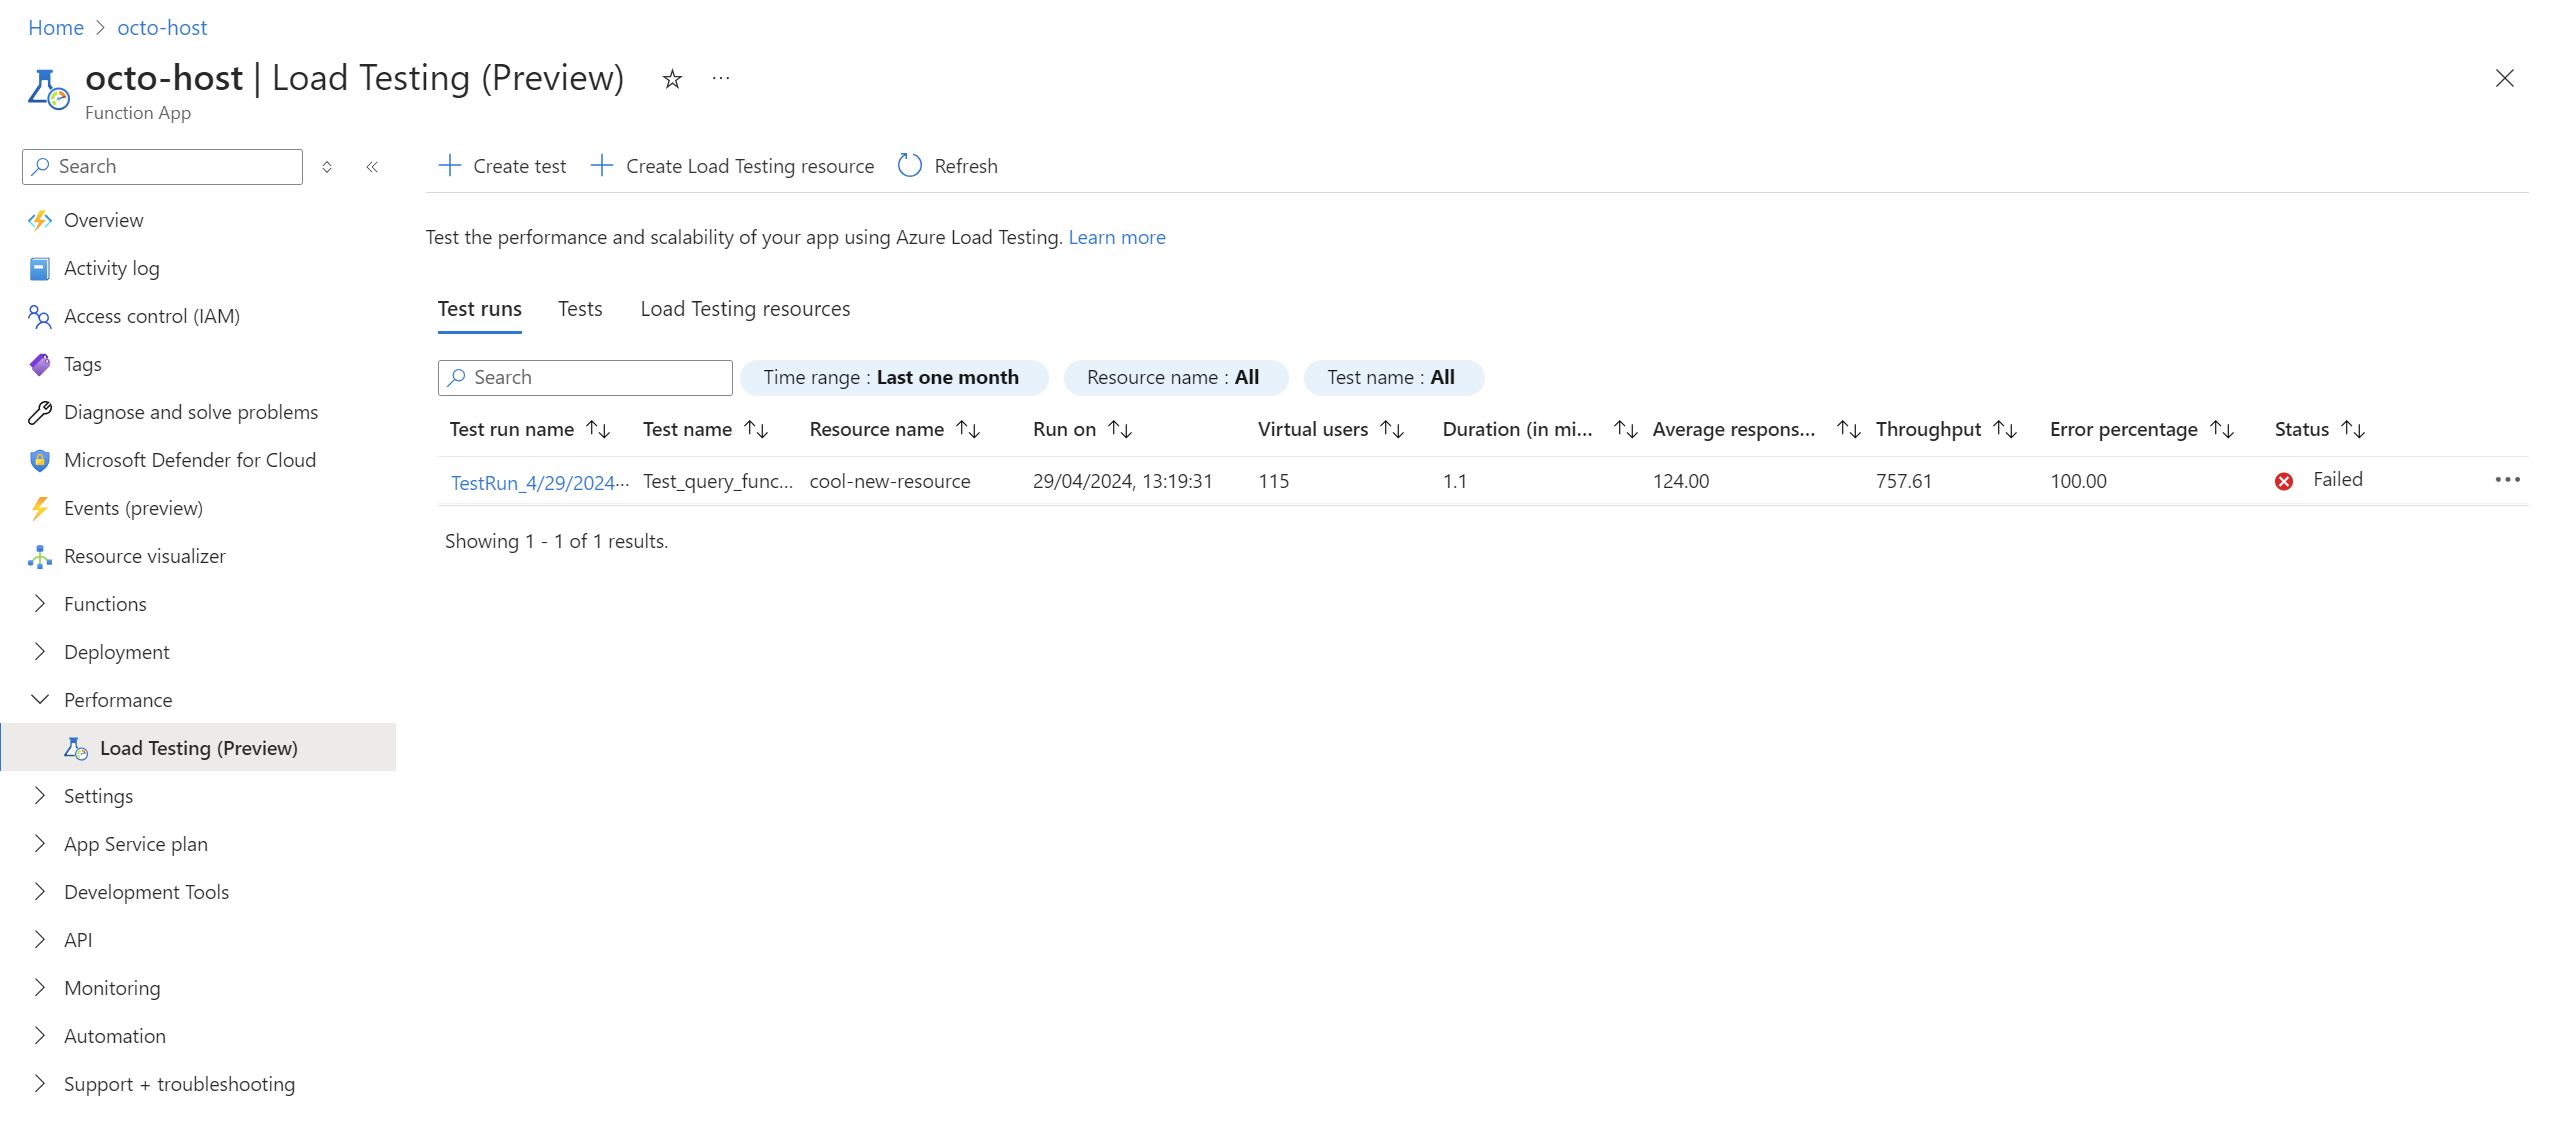 Home > octo-host
octo-host | Load Testing (Preview) ☆ ···
Function App
Search
Overview
Activity log
Access control (IAM)
Tags
Diagnose and solve problems
Microsoft Defender for Cloud
Events (preview)
Resource visualizer
Functions
Deployment
Performance
Load Testing (Preview)
Settings
App Service plan
Development Tools
API
Monitoring
Automation
Support + troubleshooting
Create test Create Load Testing resource Refresh
Test the performance and scalability of your app using Azure Load Testing. Learn more
Test runs Tests Load Testing resources
Search Time range : Last one month Resource name : All Test name : All
Test run name Test name Resource name Run on Virtual users Duration (in mi... Average respons... Throughput Error percentage Status
TestRun_4/29/2024··· Test_query_func... cool-new-resource 29/04/2024, 13:19:31 115 1.1 124.00 757.61 100.00 Failed ···
Showing 1 - 1 of 1 results.